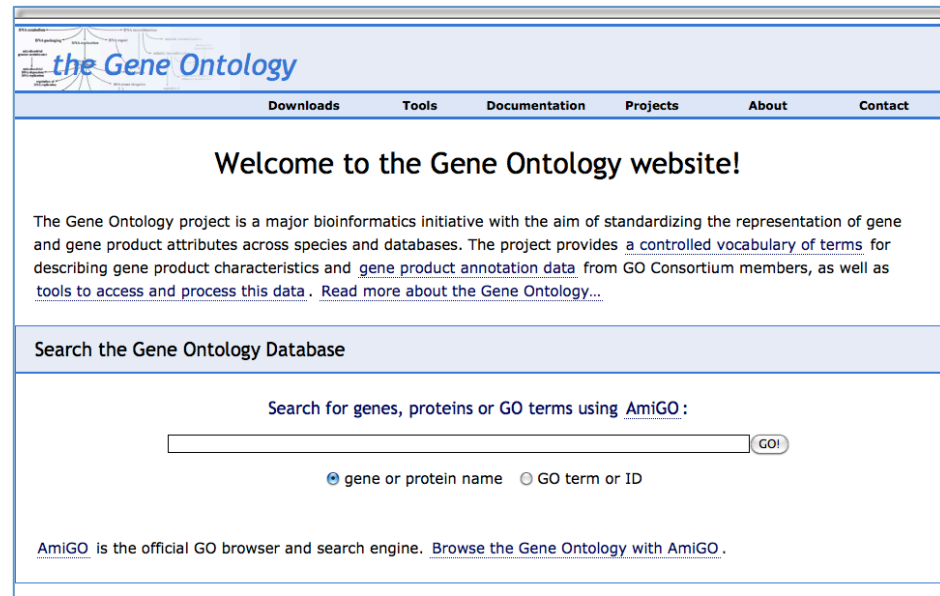 the Gene Ontology
Downloads Tools Documentation Projects About Contact
Welcome to the Gene Ontology website!
The Gene Ontology project is a major bioinformatics initiative with the aim of standardizing the representation of gene
and gene product attributes across species and databases. The project provides a controlled vocabulary of terms for
describing gene product characteristics and gene product annotation data from GO Consortium members, as well as
tools to access and process this data. Read more about the Gene Ontology...
Search the Gene Ontology Database
Search for genes, proteins or GO terms using AmiGO:
GO!
gene or protein name GO term or ID
AmiGO is the official GO browser and search engine. Browse the Gene Ontology with AmiGO.